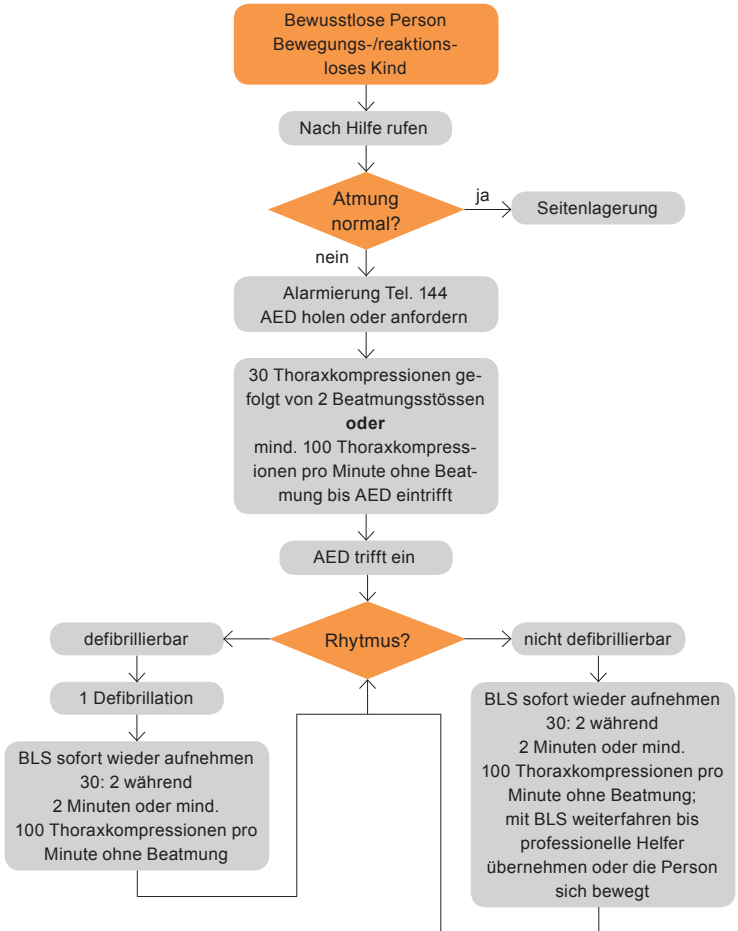 Bewusstlose Person
Bewegungs-/reaktions-
loses Kind
Nach Hilfe rufen
Atmung
normal?
ja
Seitenlagerung
nein
Alarmierung Tel. 144
AED holen oder anfordern
30 Thoraxkompressionen ge-
folgt von 2 Beatmungsstössen
oder
mind. 100 Thoraxkompress-
ionen pro Minute ohne Beat-
mung bis AED eintrifft
AED trifft ein
Rhytmus?
defibrillierbar
1 Defibrillation
BLS sofort wieder aufnehmen
30: 2 während
2 Minuten oder mind.
100 Thoraxkompressionen pro
Minute ohne Beatmung
nicht defibrillierbar
BLS sofort wieder aufnehmen
30: 2 während
2 Minuten oder mind.
100 Thoraxkompressionen pro
Minute ohne Beatmung;
mit BLS weiterfahren bis
professionelle Helfer
übernehmen oder die Person
sich bewegt